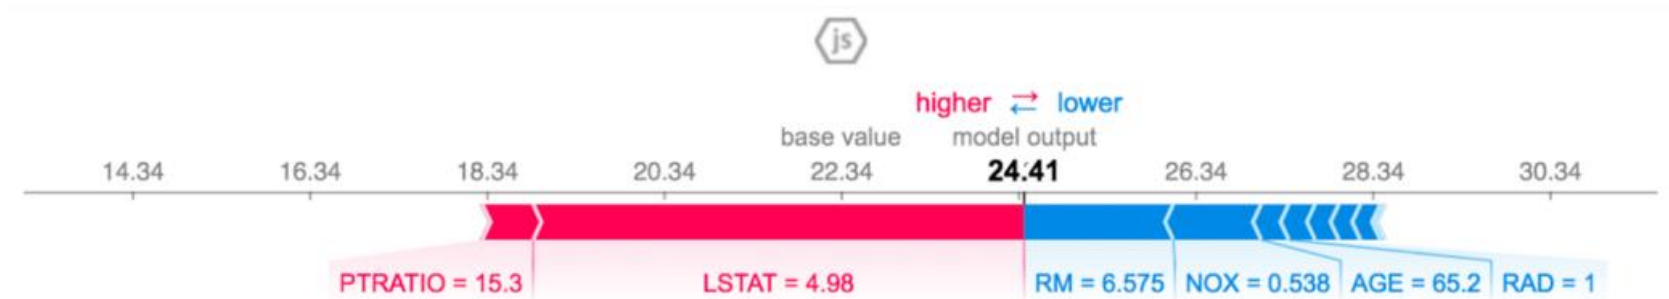 js
higher ⇄ lower
base value model output
14.34 16.34 18.34 20.34 22.34 24.41 26.34 28.34 30.34
PTRATIO = 15.3 LSTAT = 4.98 RM = 6.575 NOX = 0.538 AGE = 65.2 RAD = 1